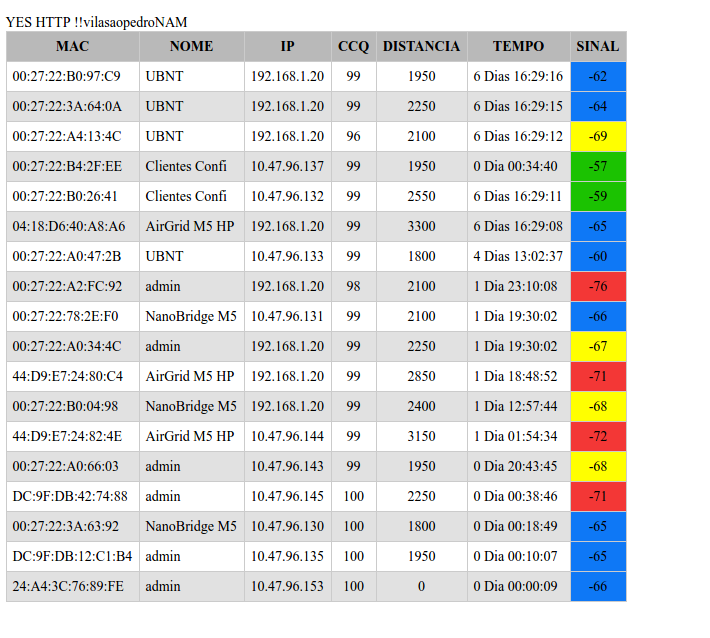 YES HTTP !!vilasaopedroNAM
MAC NOME IP CCQ DISTANCIA TEMPO SINAL
00:27:22:B0:97:C9 UBNT 192.168.1.20 99 1950 6 Dias 16:29:16 -62
00:27:22:3A:64:0A UBNT 192.168.1.20 99 2250 6 Dias 16:29:15 -64
00:27:22:A4:13:4C UBNT 192.168.1.20 96 2100 6 Dias 16:29:12 -69
00:27:22:B4:2F:EE Clientes Confi 10.47.96.137 99 1950 0 Dia 00:34:40 -57
00:27:22:B0:26:41 Clientes Confi 10.47.96.132 99 2550 6 Dias 16:29:11 -59
04:18:D6:40:A8:A6 AirGrid M5 HP 192.168.1.20 99 3300 6 Dias 16:29:08 -65
00:27:22:A0:47:2B UBNT 10.47.96.133 99 1800 4 Dias 13:02:37 -60
00:27:22:A2:FC:92 admin 192.168.1.20 98 2100 1 Dia 23:10:08 -76
00:27:22:78:2E:F0 NanoBridge M5 10.47.96.131 99 2100 1 Dia 19:30:02 -66
00:27:22:A0:34:4C admin 192.168.1.20 99 2250 1 Dia 19:30:02 -67
44:D9:E7:24:80:C4 AirGrid M5 HP 192.168.1.20 99 2850 1 Dia 18:48:52 -71
00:27:22:B0:04:98 NanoBridge M5 192.168.1.20 99 2400 1 Dia 12:57:44 -68
44:D9:E7:24:82:4E AirGrid M5 HP 10.47.96.144 99 3150 1 Dia 01:54:34 -72
00:27:22:A0:66:03 admin 10.47.96.143 99 1950 0 Dia 20:43:45 -68
DC:9F:DB:42:74:88 admin 10.47.96.145 100 2250 0 Dia 00:38:46 -71
00:27:22:3A:63:92 NanoBridge M5 10.47.96.130 100 1800 0 Dia 00:18:49 -65
DC:9F:DB:12:C1:B4 admin 10.47.96.135 100 1950 0 Dia 00:10:07 -65
24:A4:3C:76:89:FE admin 10.47.96.153 100 0 0 Dia 00:00:09 -66